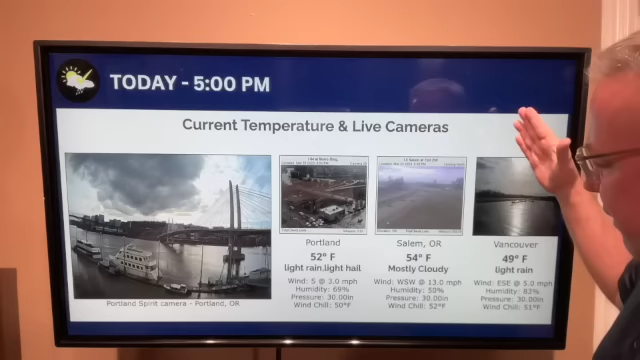 TODAY - 5:00 PM
Current Temperature & Live Cameras
Portland Spirit camera - Portland, OR
Portland
52° F
light rain,light hail
Wind: S @ 3.0 mph
Humidity: 69%
Pressure: 30.00in
Wind Chill: 50°F
Salem, OR
54° F
Mostly Cloudy
Wind: WSW @ 13.0 mph
Humidity: 50%
Pressure: 30.00in
Wind Chill: 52°F
Vancouver
49° F
light rain
Wind: ESE @ 5.0 mph
Humidity: 83%
Pressure: 30.00in
Wind Chill: 51°F